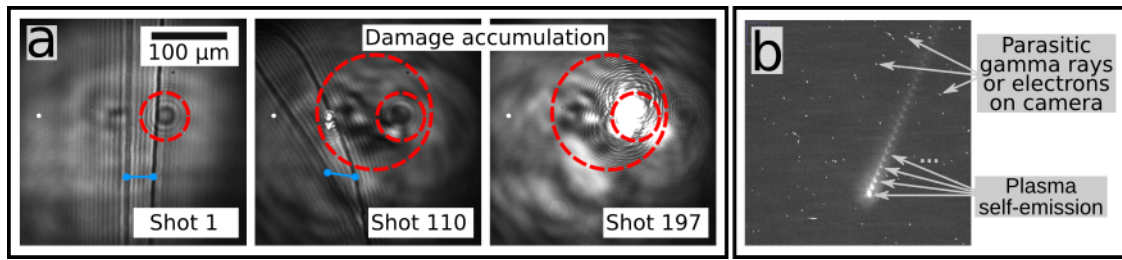 a
100 µm
Damage accumulation
Shot 1
Shot 110
Shot 197
b
Parasitic
gamma rays
or electrons
on camera
Plasma
self-emission